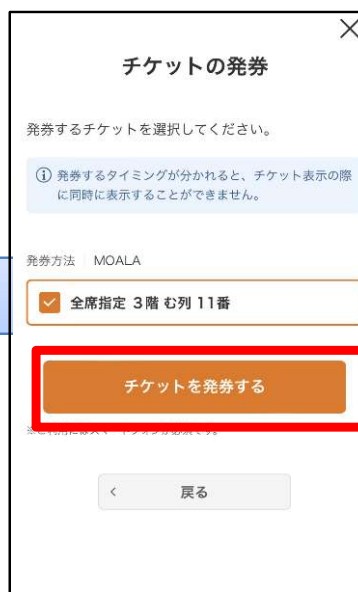 チケットの発券
発券するチケットを選択してください。
発券するタイミングが分かれると、チケット表示の際
に同時に表示することができません。
発券方法 MOALA
全席指定 3階 む列 11番
チケットを発券する
戻る